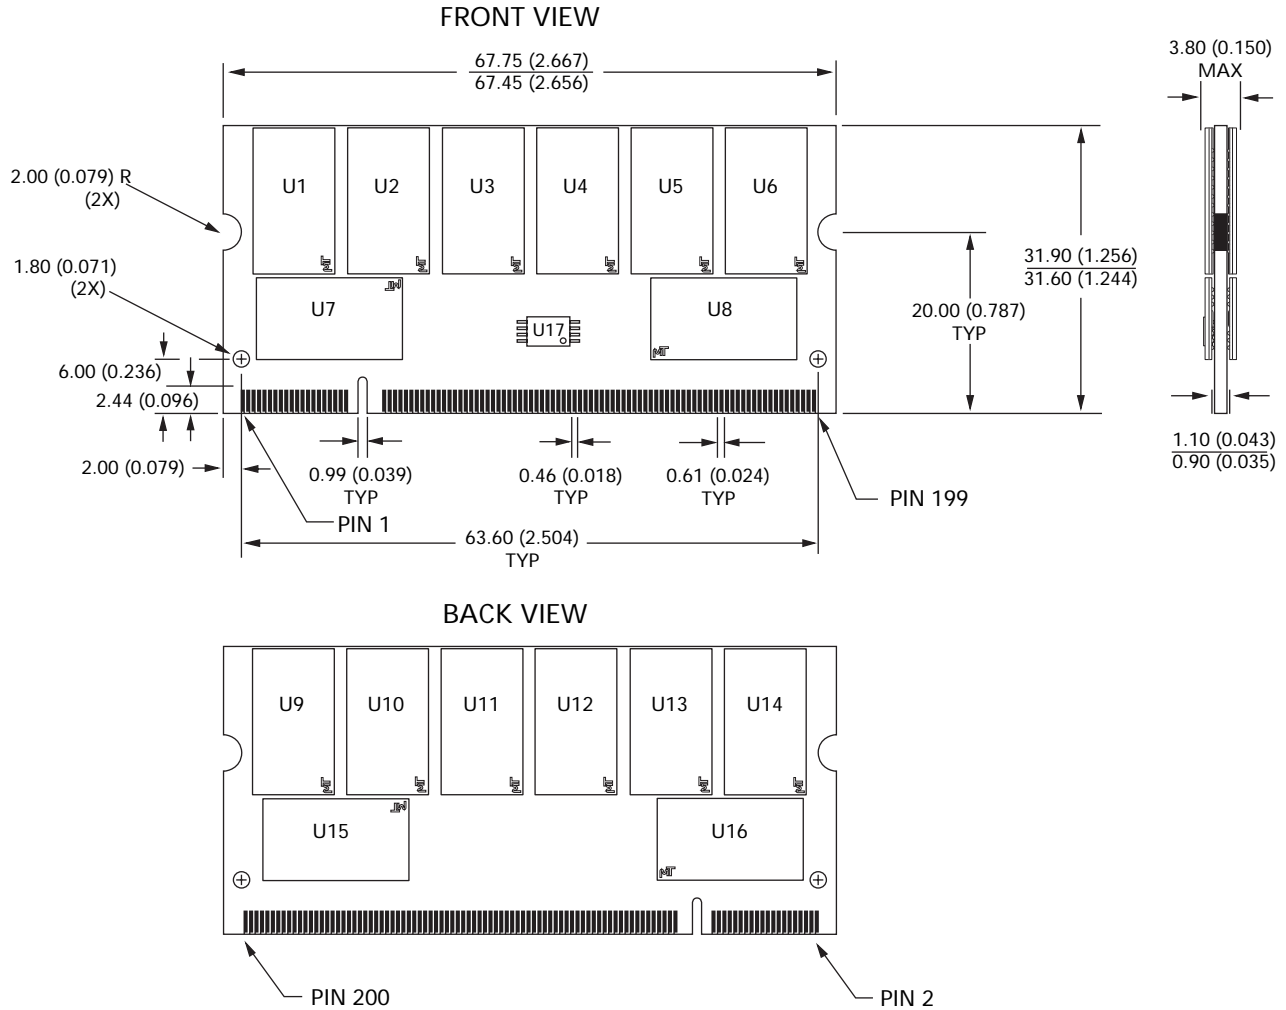 FRONT VIEW
67.75 (2.667)
67.45 (2.656)
3.80 (0.150)
MAX
U1
U2
U3
U4
U5
U6
2.00 (0.079) R
(2X)
1.80 (0.071)
(2X)
U7
U17
U8
31.90 (1.256)
31.60 (1.244)
20.00 (0.787)
TYP
6.00 (0.236)
2.44 (0.096)
2.00 (0.079)
0.99 (0.039)
TYP
0.46 (0.018)
TYP
0.61 (0.024)
TYP
1.10 (0.043)
0.90 (0.035)
PIN 199
PIN 1
63.60 (2.504)
TYP
BACK VIEW
U9
U10
U11
U12
U13
U14
U15
U16
PIN 200
PIN 2